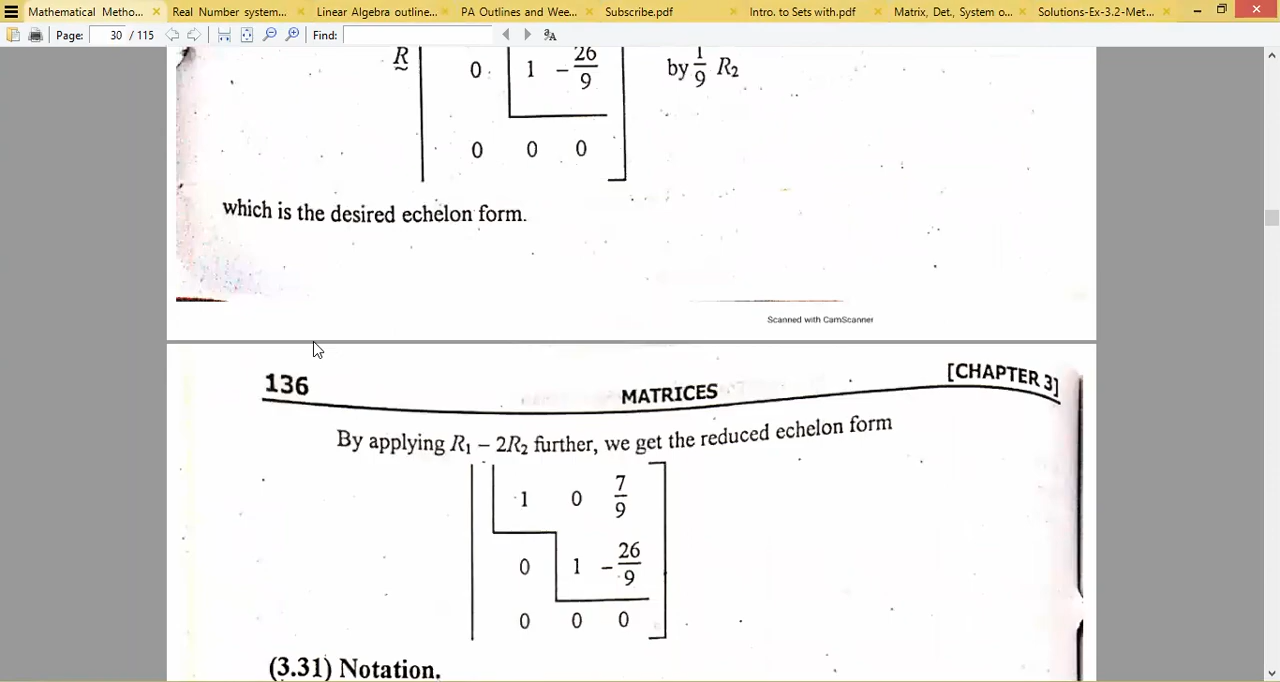 Mathematical Metho... Real Number system... Linear Algebra outline... PA Outlines and Wee... Subscribe.pdf Intro. to Sets with.pdf Matrix, Det., System o... Solutions-Ex-3.2-Met...
Page: 30 / 115 Find:
R 0 1 − 26/9 by 1/9 R₂
0 0 0
which is the desired echelon form.
Scanned with CamScanner
136 MATRICES [CHAPTER 3]
By applying R₁ − 2R₂ further, we get the reduced echelon form
1 0 7/9
0 1 − 26/9
0 0 0
(3.31) Notation.